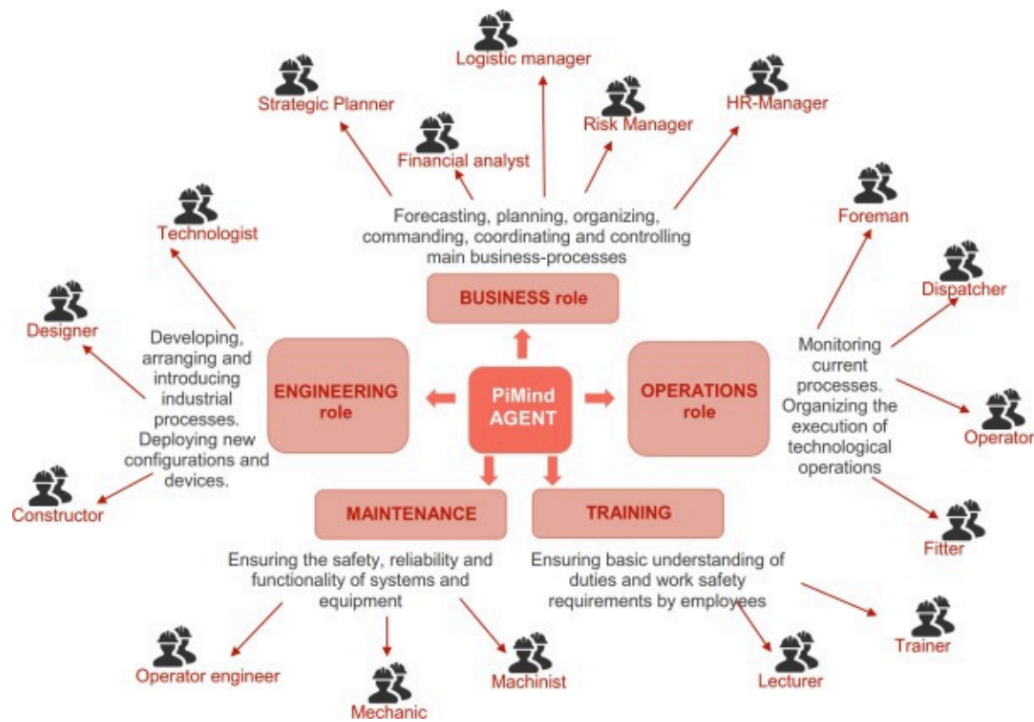 Logistic manager
Strategic Planner
HR-Manager
Risk Manager
Financial analyst
Forecasting, planning, organizing,
commanding, coordinating and controlling
main business-processes
BUSINESS role
Technologist
Designer
Constructor
Developing,
arranging and
introducing
industrial
processes.
Deploying new
configurations and
devices.
ENGINEERING
role
PiMind
AGENT
OPERATIONS
role
Monitoring
current
processes.
Organizing the
execution of
technological
operations
Foreman
Dispatcher
Operator
Fitter
MAINTENANCE
Ensuring the safety, reliability and
functionality of systems and
equipment
Operator engineer
Mechanic
Machinist
TRAINING
Ensuring basic understanding of
duties and work safety
requirements by employees
Lecturer
Trainer